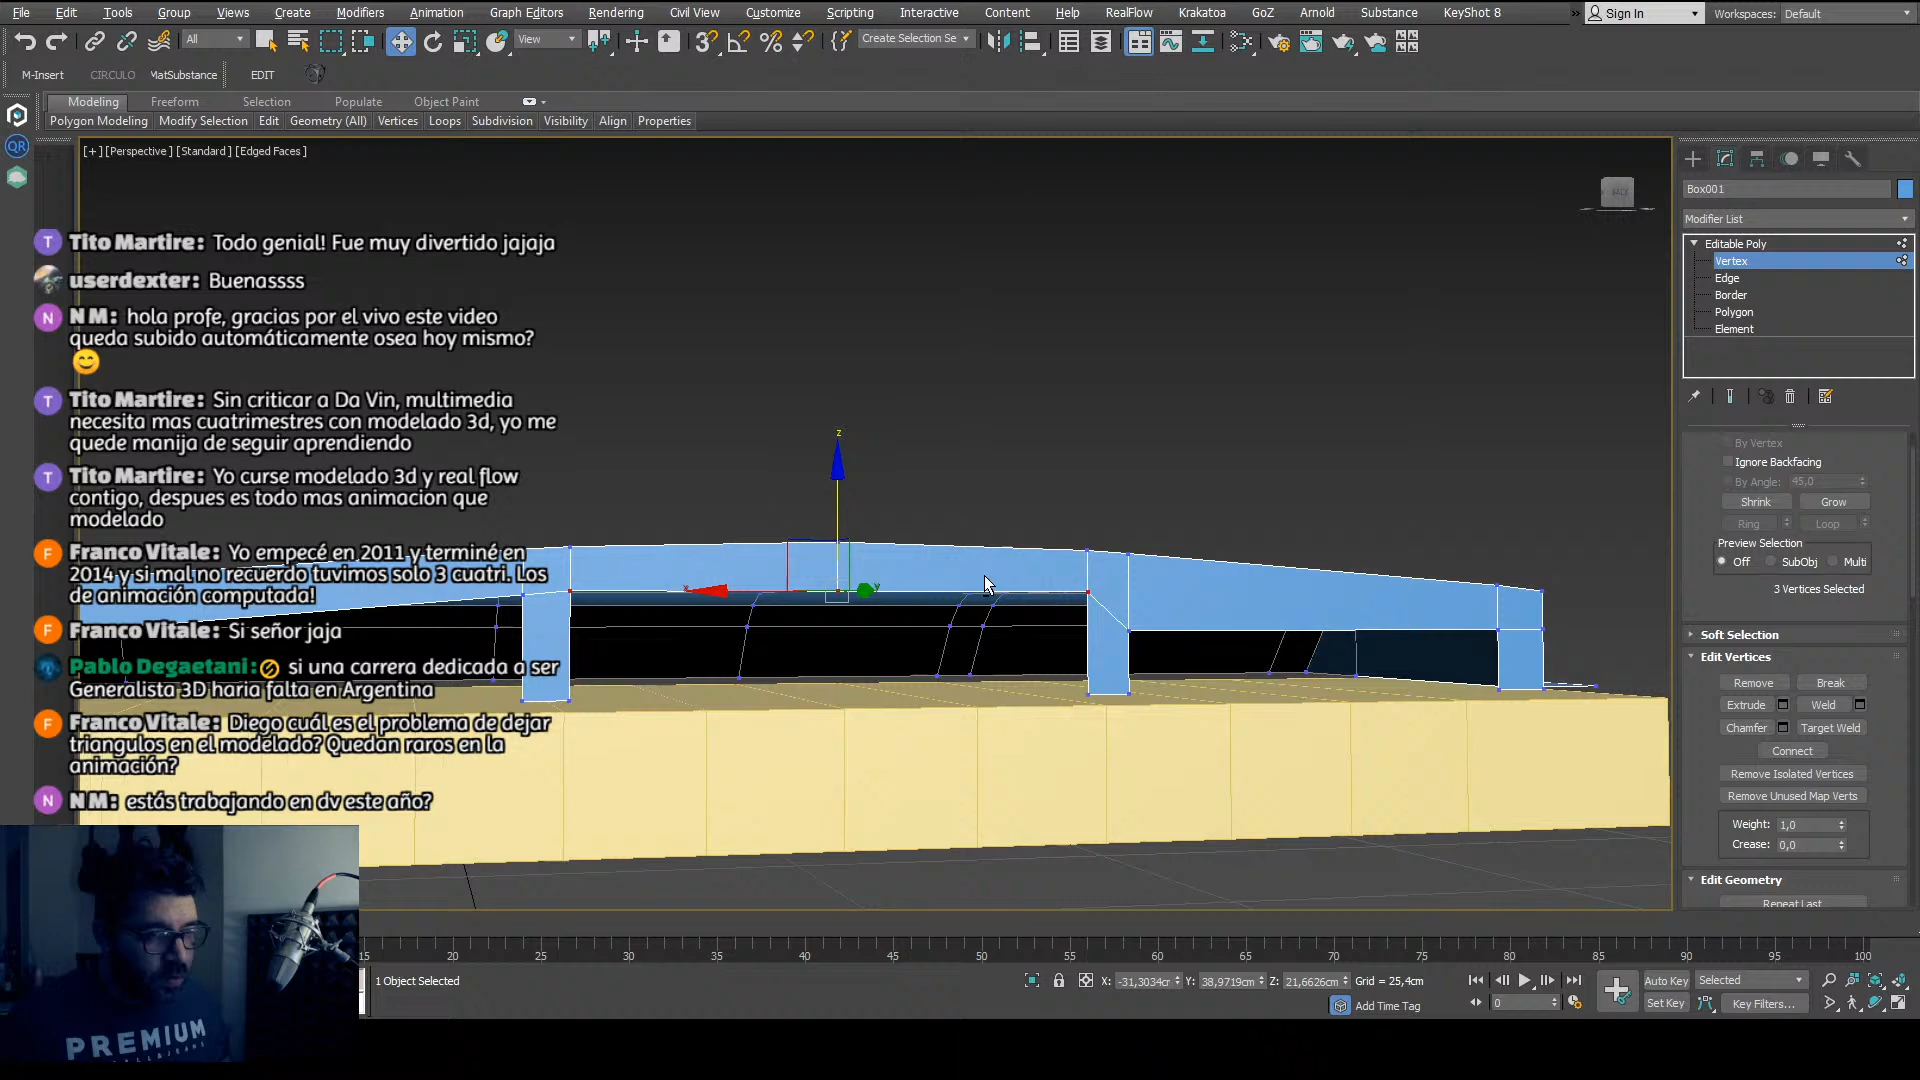 File Edit Tools Group Views Create Modifiers Animation Graph Editors Rendering Civil View Customize Scripting Interactive Content Help RealFlow Krakatoa GoZ Arnold Substance KeyShot 8 » Sign In Workspaces: Default
All View Create Selection Se
M-Insert CIRCULO MatSubstance EDIT
Modeling Freeform Selection Populate Object Paint
Polygon Modeling Modify Selection Edit Geometry (All) Vertices Loops Subdivision Visibility Align Properties
QR
[+] [Perspective] [Standard] [Edged Faces]
BACK
Box001
Modifier List
Editable Poly
Vertex
Edge
Border
Polygon
Element
By Vertex
Ignore Backfacing
By Angle: 45,0
Shrink Grow
Ring Loop
Preview Selection
Off SubObj Multi
3 Vertices Selected
Soft Selection
Edit Vertices
Remove Break
Extrude Weld
Chamfer Target Weld
Connect
Remove Isolated Vertices
Remove Unused Map Verts
Weight: 1,0
Crease: 0,0
Edit Geometry
Repeat Last
T Tito Martire: Todo genial! Fue muy divertido jajaja
userdexter: Buenassss
N N M: hola profe, gracias por el vivo este video
queda subido automáticamente osea hoy mismo?
T Tito Martire: Sin criticar a Da Vin, multimedia
necesita mas cuatrimestres con modelado 3d, yo me
quede manija de seguir aprendiendo
T Tito Martire: Yo curse modelado 3d y real flow
contigo, despues es todo mas animacion que
modelado
F Franco Vitale: Yo empecé en 2011 y terminé en
2014 y si mal no recuerdo tuvimos solo 3 cuatri. Los
de animación computada!
F Franco Vitale: Si señor jaja
Pablo Degaetani: si una carrera dedicada a ser
Generalista 3D haria falta en Argentina
F Franco Vitale: Diego cuál es el problema de dejar
triangulos en el modelado? Quedan raros en la
animación?
N N M: estás trabajando en dv este año?
z
x
y
PREMIUM
15 20 25 30 35 40 45 50 55 60 65 70 75 80 85 90 95 100
1 Object Selected X: -31,3034cm Y: 38,9719cm Z: 21,6626cm Grid = 25,4cm Auto Key Selected
Add Time Tag 0 Set Key Key Filters...